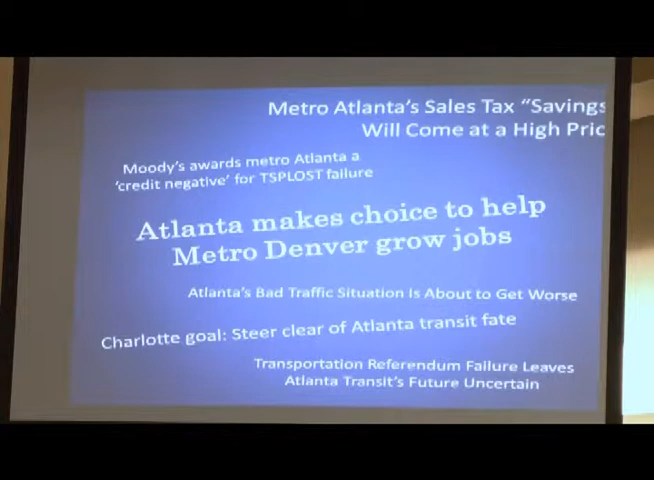 Metro Atlanta's Sales Tax "Savings
Will Come at a High Pric
Moody's awards metro Atlanta a
'credit negative' for TSPLOST failure
Atlanta makes choice to help
Metro Denver grow jobs
Atlanta's Bad Traffic Situation Is About to Get Worse
Charlotte goal: Steer clear of Atlanta transit fate
Transportation Referendum Failure Leaves
Atlanta Transit's Future Uncertain